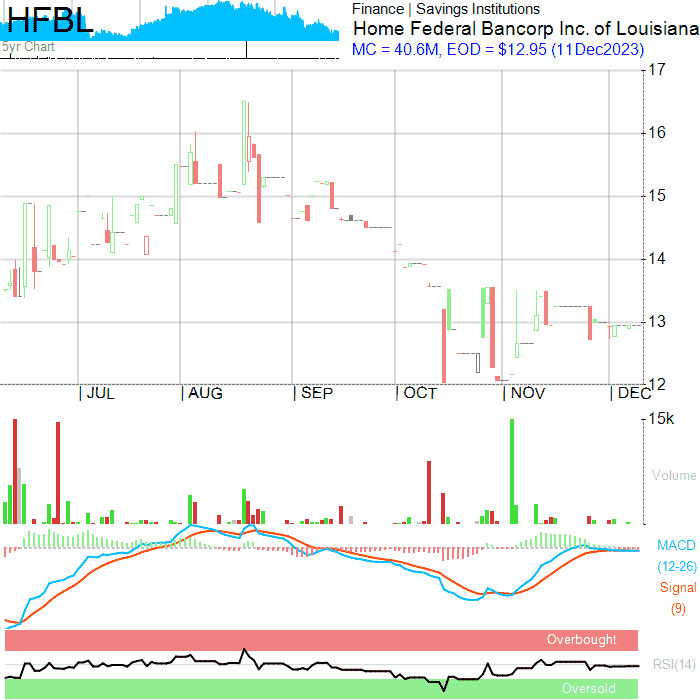 HFBL
5yr Chart
Finance | Savings Institutions
Home Federal Bancorp Inc. of Louisiana
MC = 40.6M, EOD = $12.95 (11Dec2023)
17
16
15
14
13
12
JUL AUG SEP OCT NOV DEC
15k
Volume
MACD
(12-26)
Signal
(9)
Overbought
RSI(14)
Oversold